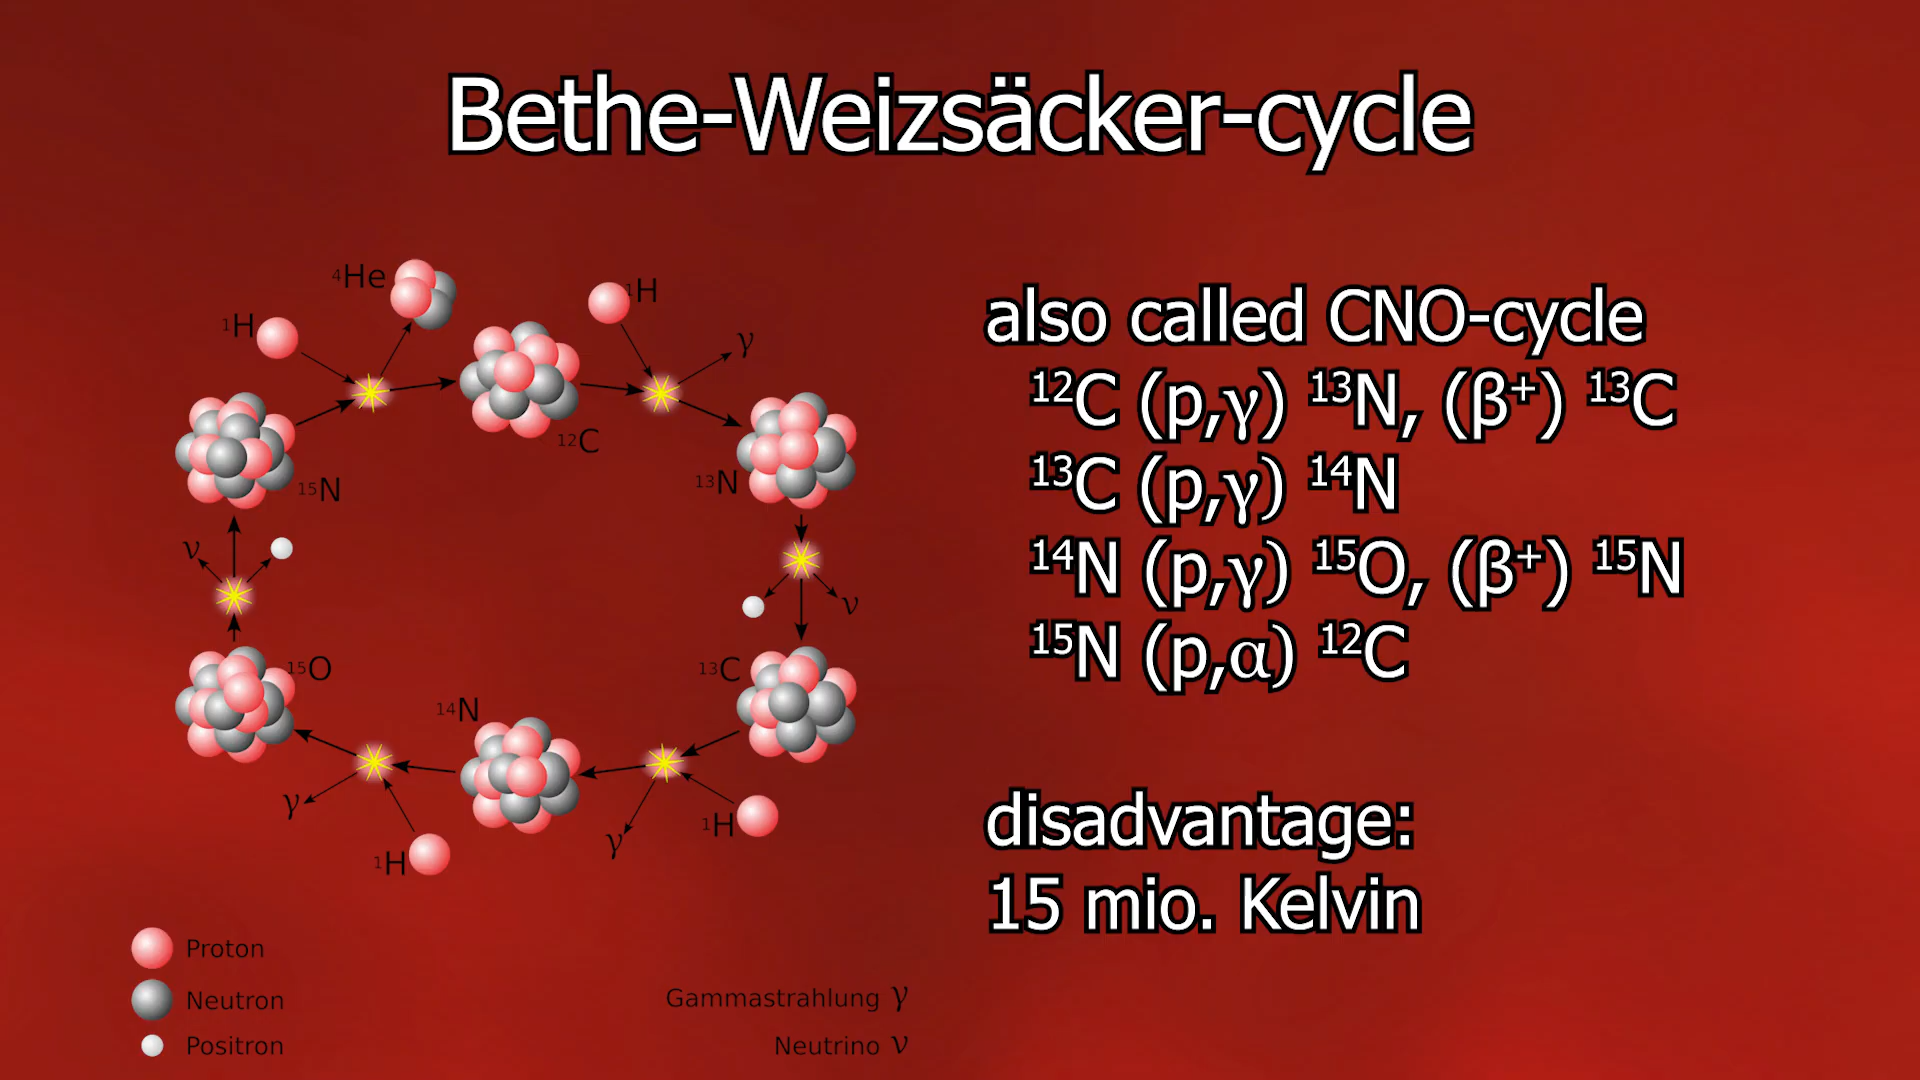 Bethe-Weizsäcker-cycle
⁴He
¹H
¹H
γ
¹²C
¹⁵N
¹³N
ν
ν
¹⁵O
¹³C
¹⁴N
γ
γ
¹H
¹H
Proton
Neutron
Positron
Gammastrahlung γ
Neutrino ν
also called CNO-cycle
¹²C (p,γ) ¹³N, (β⁺) ¹³C
¹³C (p,γ) ¹⁴N
¹⁴N (p,γ) ¹⁵O, (β⁺) ¹⁵N
¹⁵N (p,α) ¹²C
disadvantage:
15 mio. Kelvin